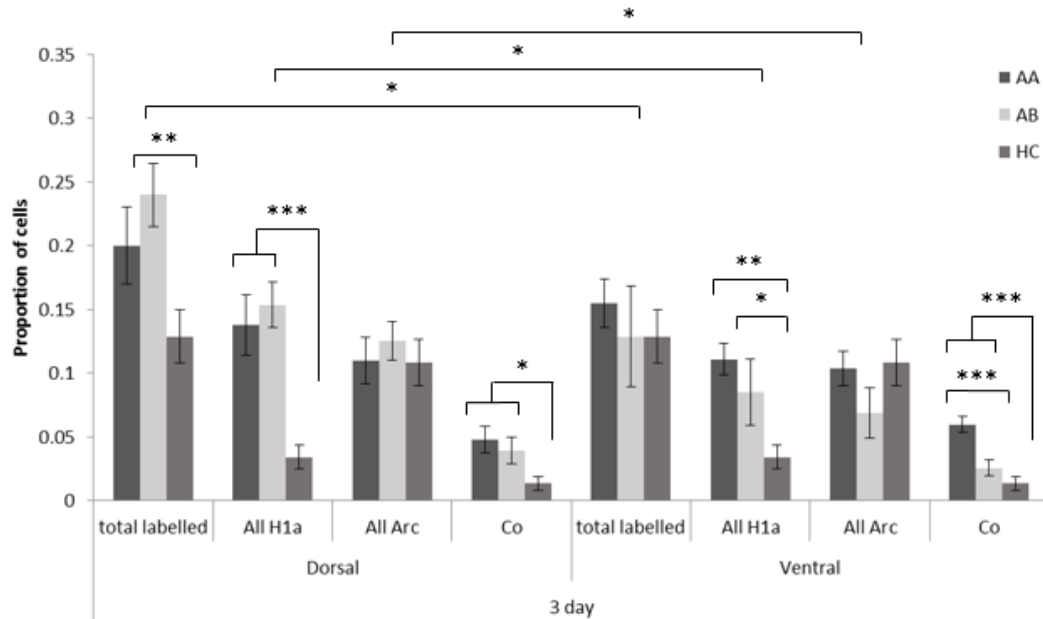 *
*
*
0.35
0.3
0.25
0.2
0.15
0.1
0.05
0
Proportion of cells
AA
AB
HC
**
***
*
**
*
***
***
total labelled All H1a All Arc Co total labelled All H1a All Arc Co
Dorsal Ventral
3 day